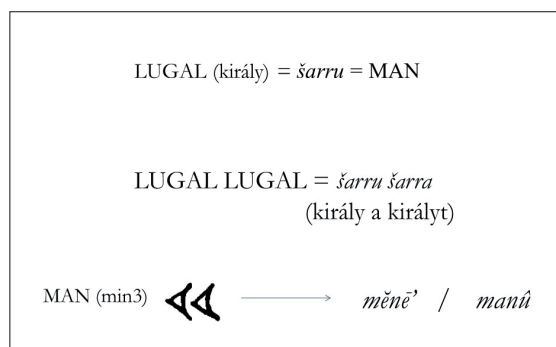 LUGAL (király) = šarru = MAN
LUGAL LUGAL = šarru šarra
(király a királyt)
MAN (min3) 𒎙 mĕnē’ / manû